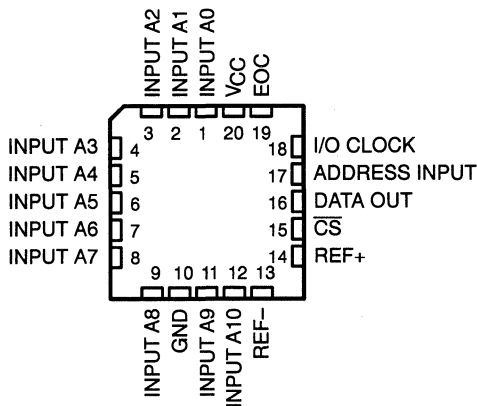 INPUT A2
INPUT A1
INPUT A0
VCC
EOC
3 2 1 20 19
INPUT A3 4
INPUT A4 5
INPUT A5 6
INPUT A6 7
INPUT A7 8
18 I/O CLOCK
17 ADDRESS INPUT
16 DATA OUT
15 C̅S̅
14 REF+
9 10 11 12 13
INPUT A8
GND
INPUT A9
INPUT A10
REF–